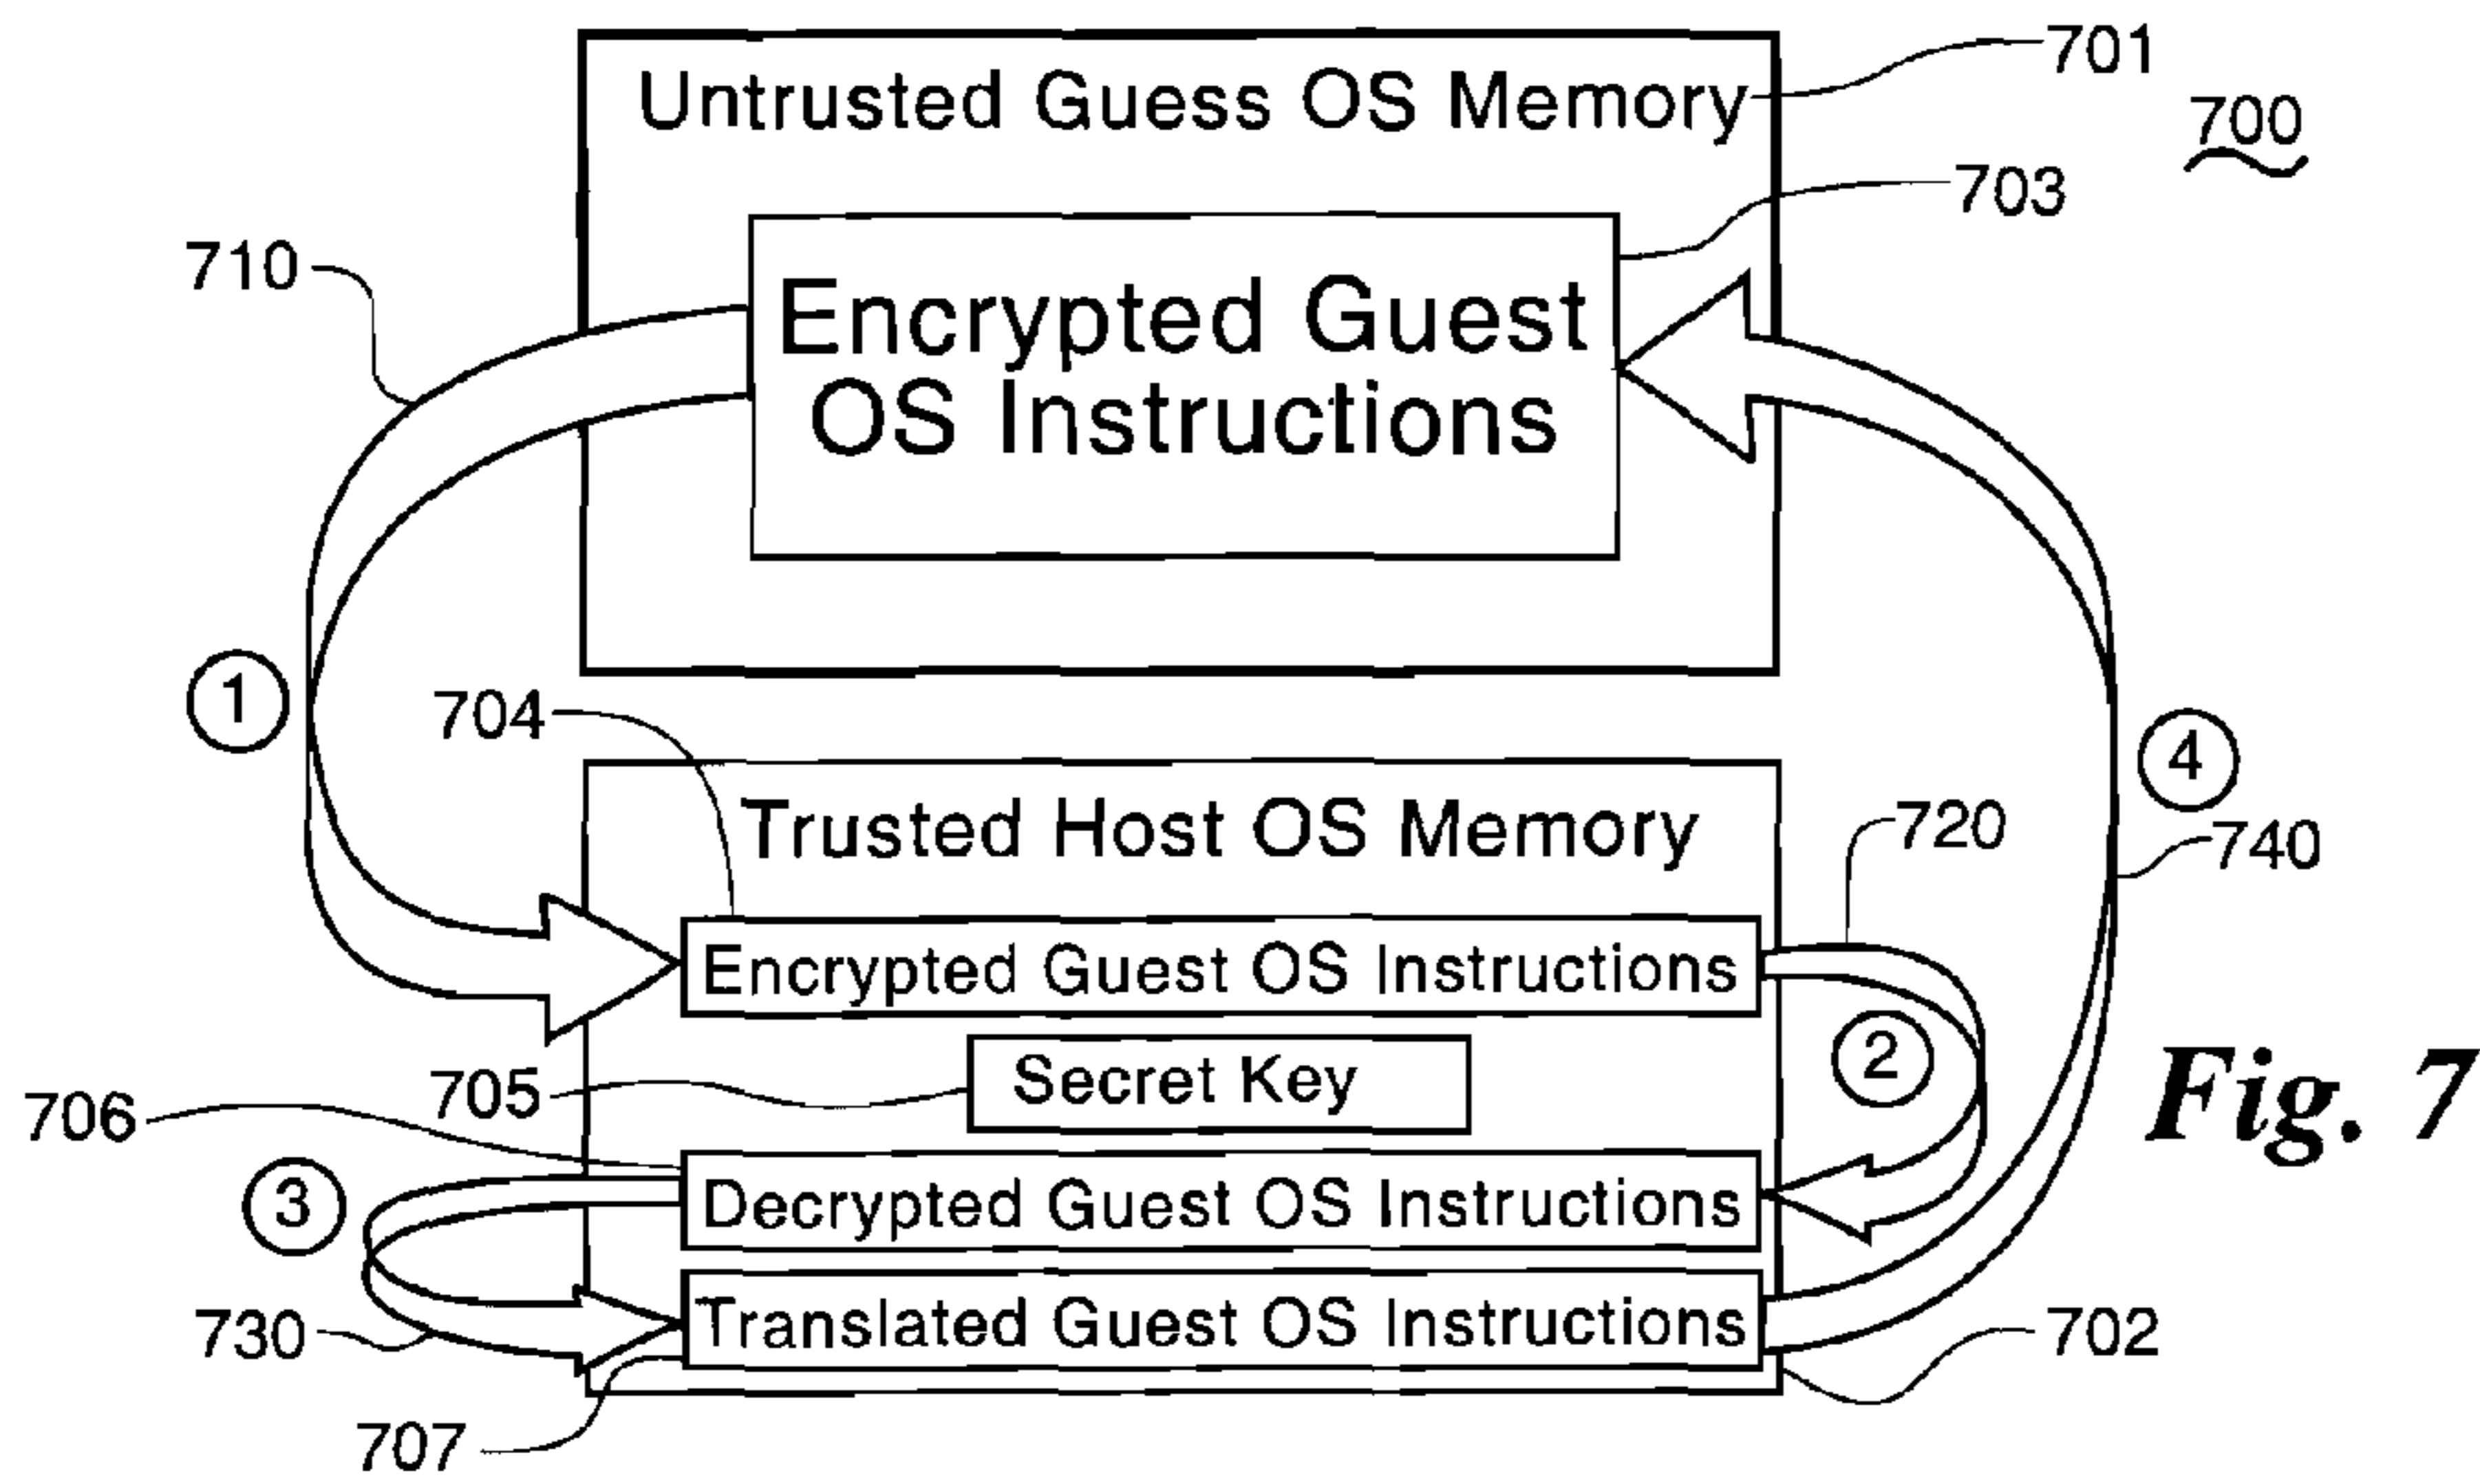 Untrusted Guess OS Memory
701
700
703
710
Encrypted Guest
OS Instructions
1
704
4
Trusted Host OS Memory
720
740
Encrypted Guest OS Instructions
2
Secret Key
705
706
Fig. 7
3
Decrypted Guest OS Instructions
Translated Guest OS Instructions
730
702
707